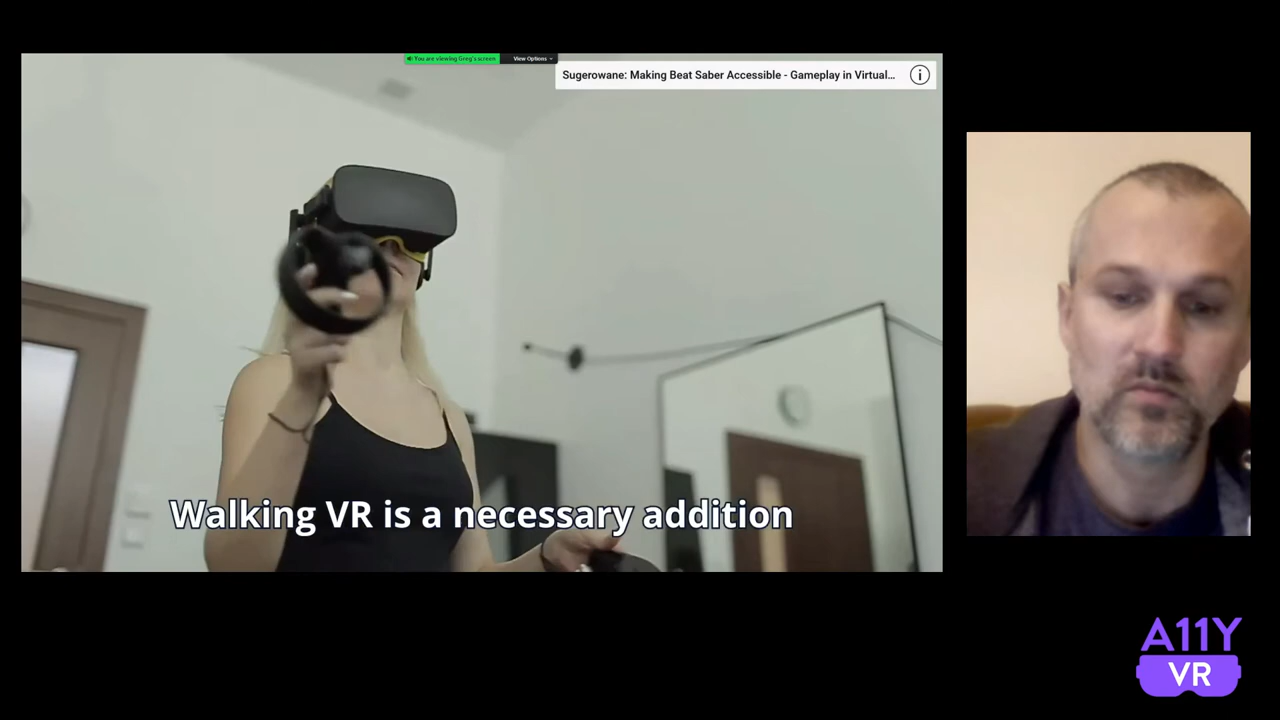 You are viewing Greg's screen
View Options
Sugerowane: Making Beat Saber Accessible - Gameplay in Virtual...
Walking VR is a necessary addition
A11Y
VR